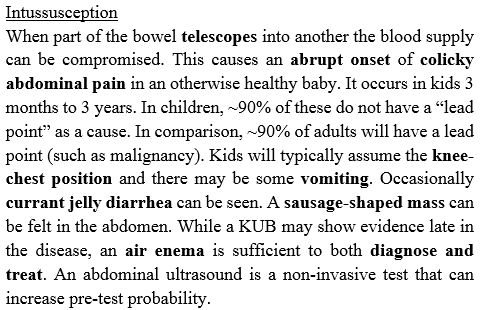 Intussusception
When part of the bowel telescopes into another the blood supply
can be compromised. This causes an abrupt onset of colicky
abdominal pain in an otherwise healthy baby. It occurs in kids 3
months to 3 years. In children, ~90% of these do not have a “lead
point” as a cause. In comparison, ~90% of adults will have a lead
point (such as malignancy). Kids will typically assume the knee-
chest position and there may be some vomiting. Occasionally
currant jelly diarrhea can be seen. A sausage-shaped mass can
be felt in the abdomen. While a KUB may show evidence late in
the disease, an air enema is sufficient to both diagnose and
treat. An abdominal ultrasound is a non-invasive test that can
increase pre-test probability.